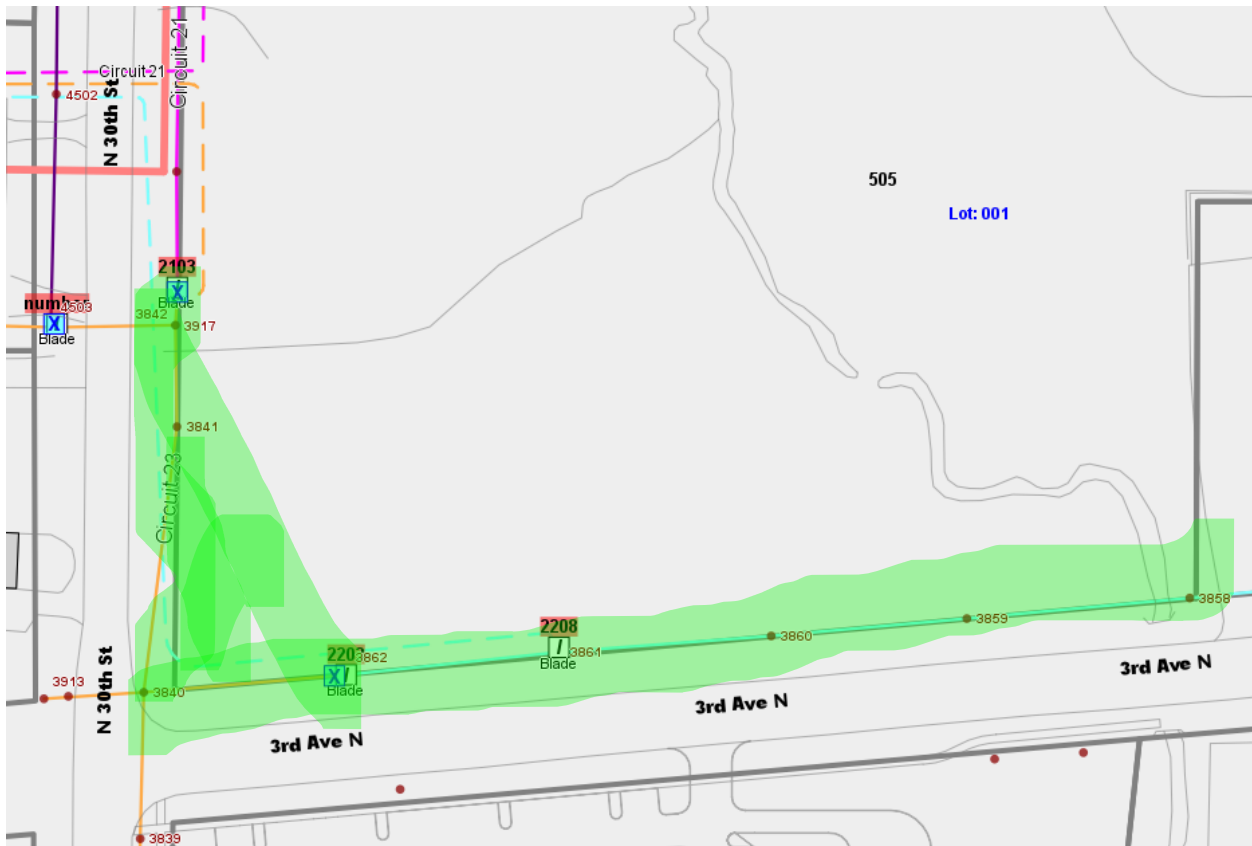 Circuit 21
Circuit 21
4502
N 30th St
505
Lot: 001
2103
Blade
number
4503
Blade
3842
3917
3841
Circuit 23
2208
3861
Blade
2203
3862
Blade
3860
3859
3858
3913
3840
N 30th St
3rd Ave N
3rd Ave N
3rd Ave N
3839
X
X
X
/
/